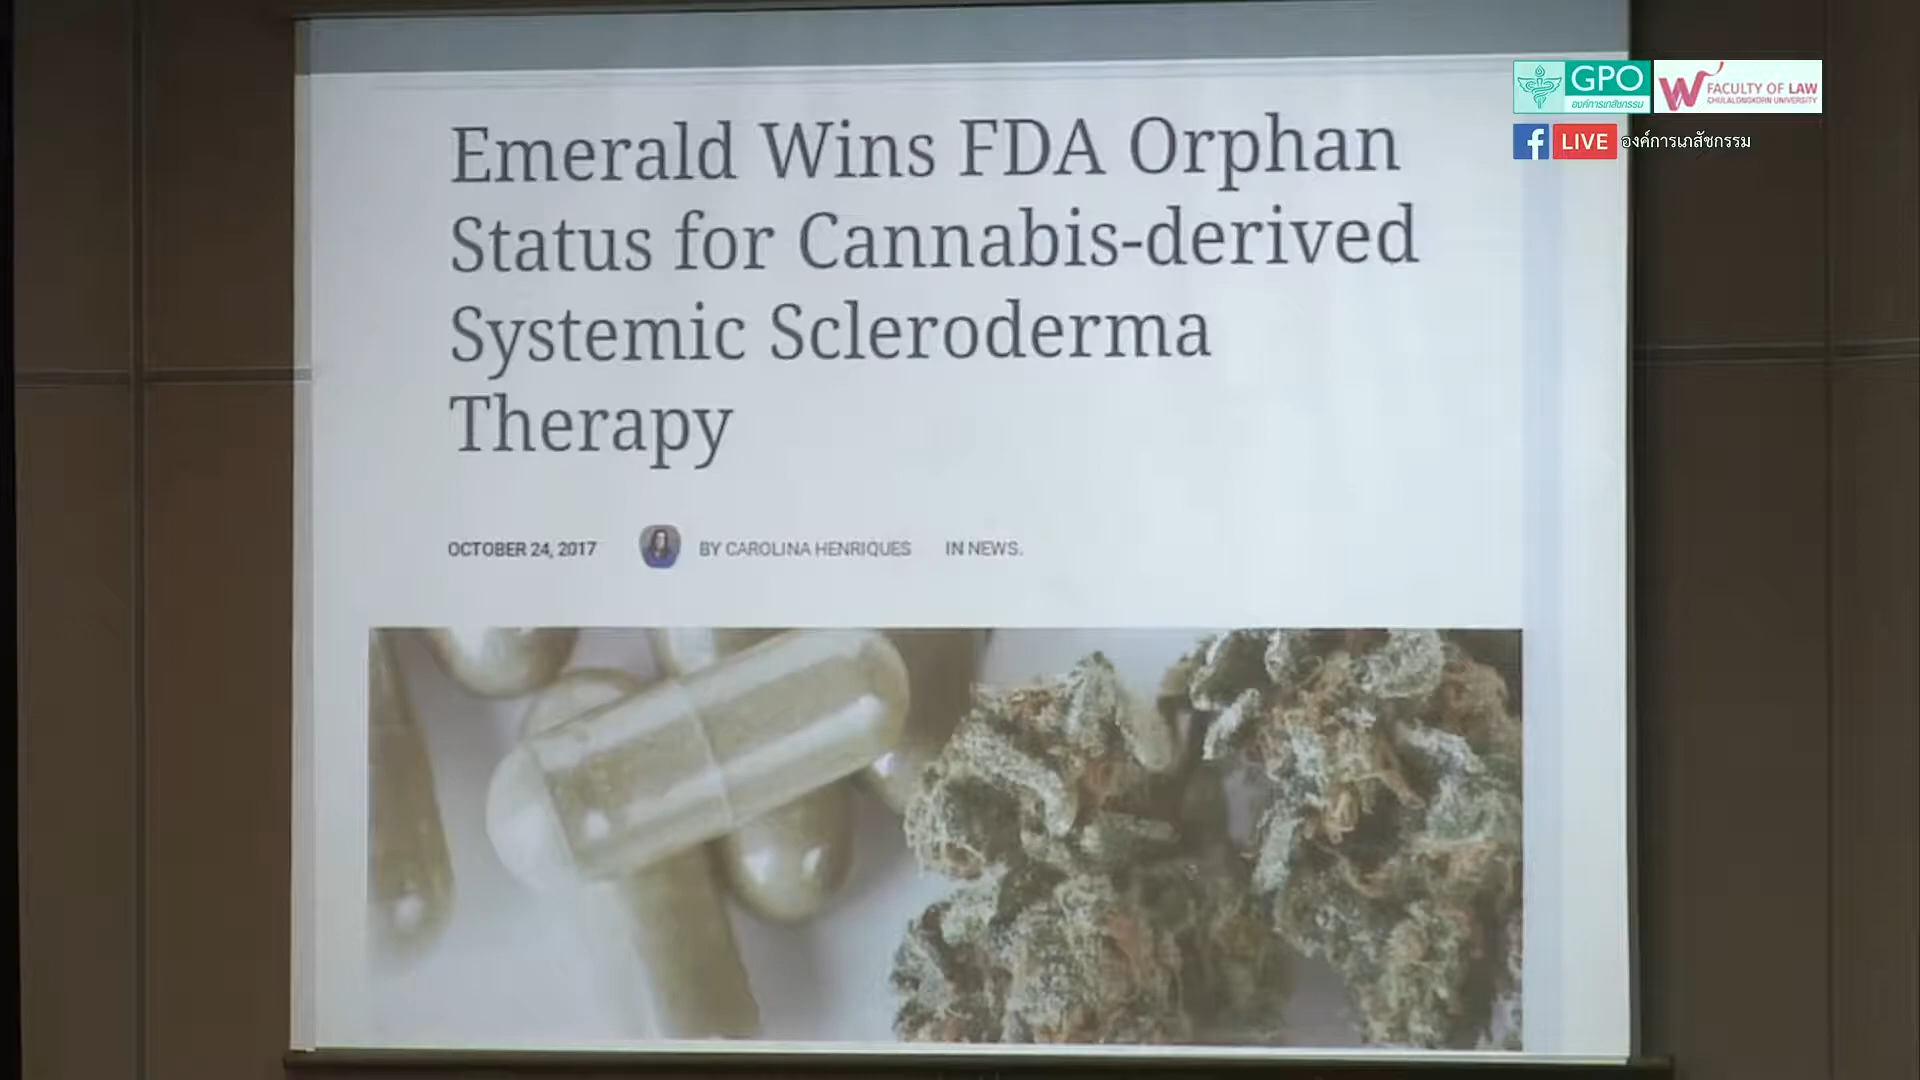 GPO
องค์การเภสัชกรรม
FACULTY OF LAW
CHULALONGKORN UNIVERSITY
LIVE องค์การเภสัชกรรม
Emerald Wins FDA Orphan
Status for Cannabis-derived
Systemic Scleroderma
Therapy
OCTOBER 24, 2017 BY CAROLINA HENRIQUES IN NEWS.